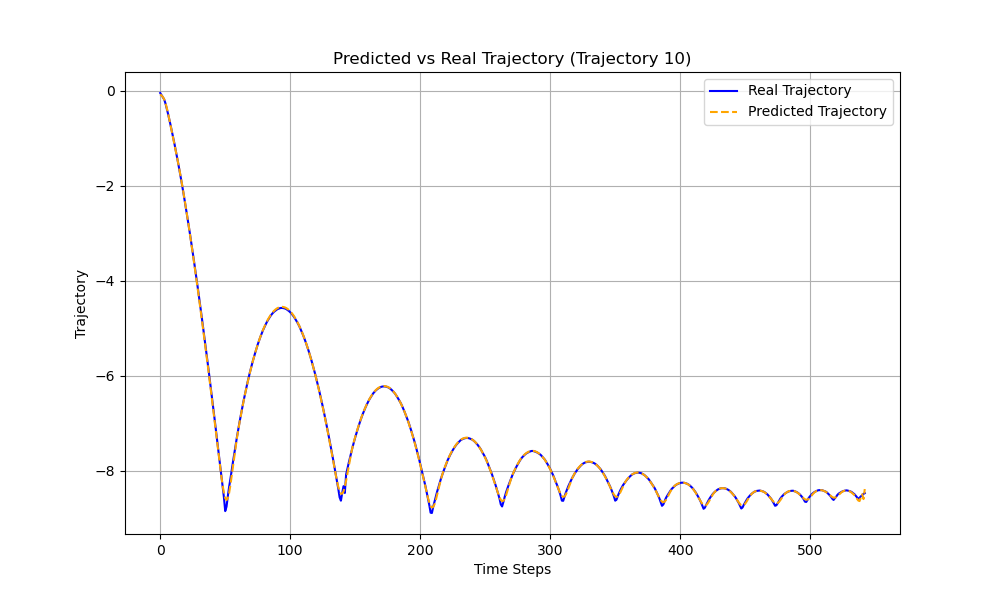 Predicted vs Real Trajectory (Trajectory 10)
Real Trajectory
Predicted Trajectory
Trajectory
0
−2
−4
−6
−8
0 100 200 300 400 500
Time Steps